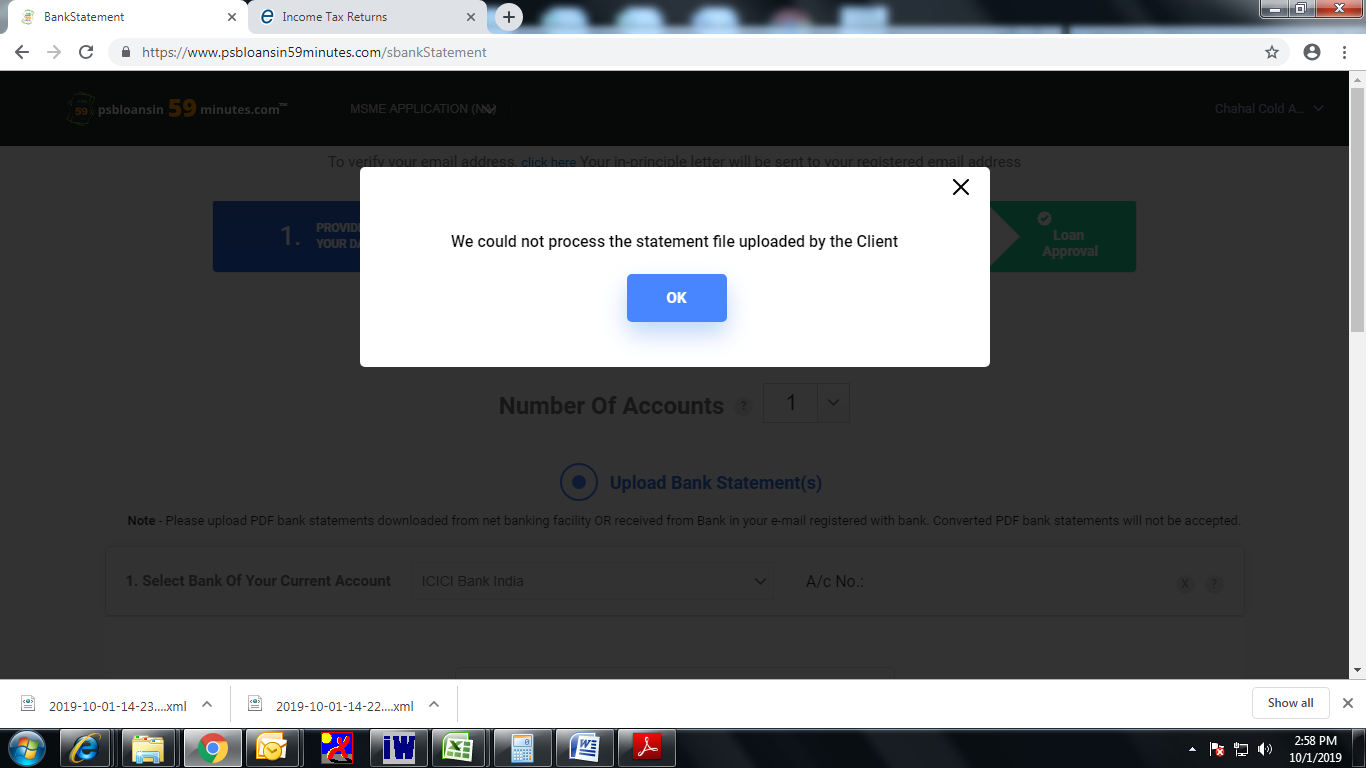 BankStatement
Income Tax Returns
https://www.psbloansin59minutes.com/sbankStatement
psbloansin 59 minutes.com™
MSME APPLICATION
Chahal Cold A...
To verify your email address, click here Your in-principle letter will be sent to your registered email address
1.
PROVID
YOUR DA
We could not process the statement file uploaded by the Client
OK
Loan
Approval
Number Of Accounts ? 1
Upload Bank Statement(s)
Note - Please upload PDF bank statements downloaded from net banking facility OR received from Bank in your e-mail registered with bank. Converted PDF bank statements will not be accepted.
1. Select Bank Of Your Current Account ICICI Bank India A/c No.: X ?
2019-10-01-14-23....xml
2019-10-01-14-22....xml
Show all
2:58 PM
10/1/2019